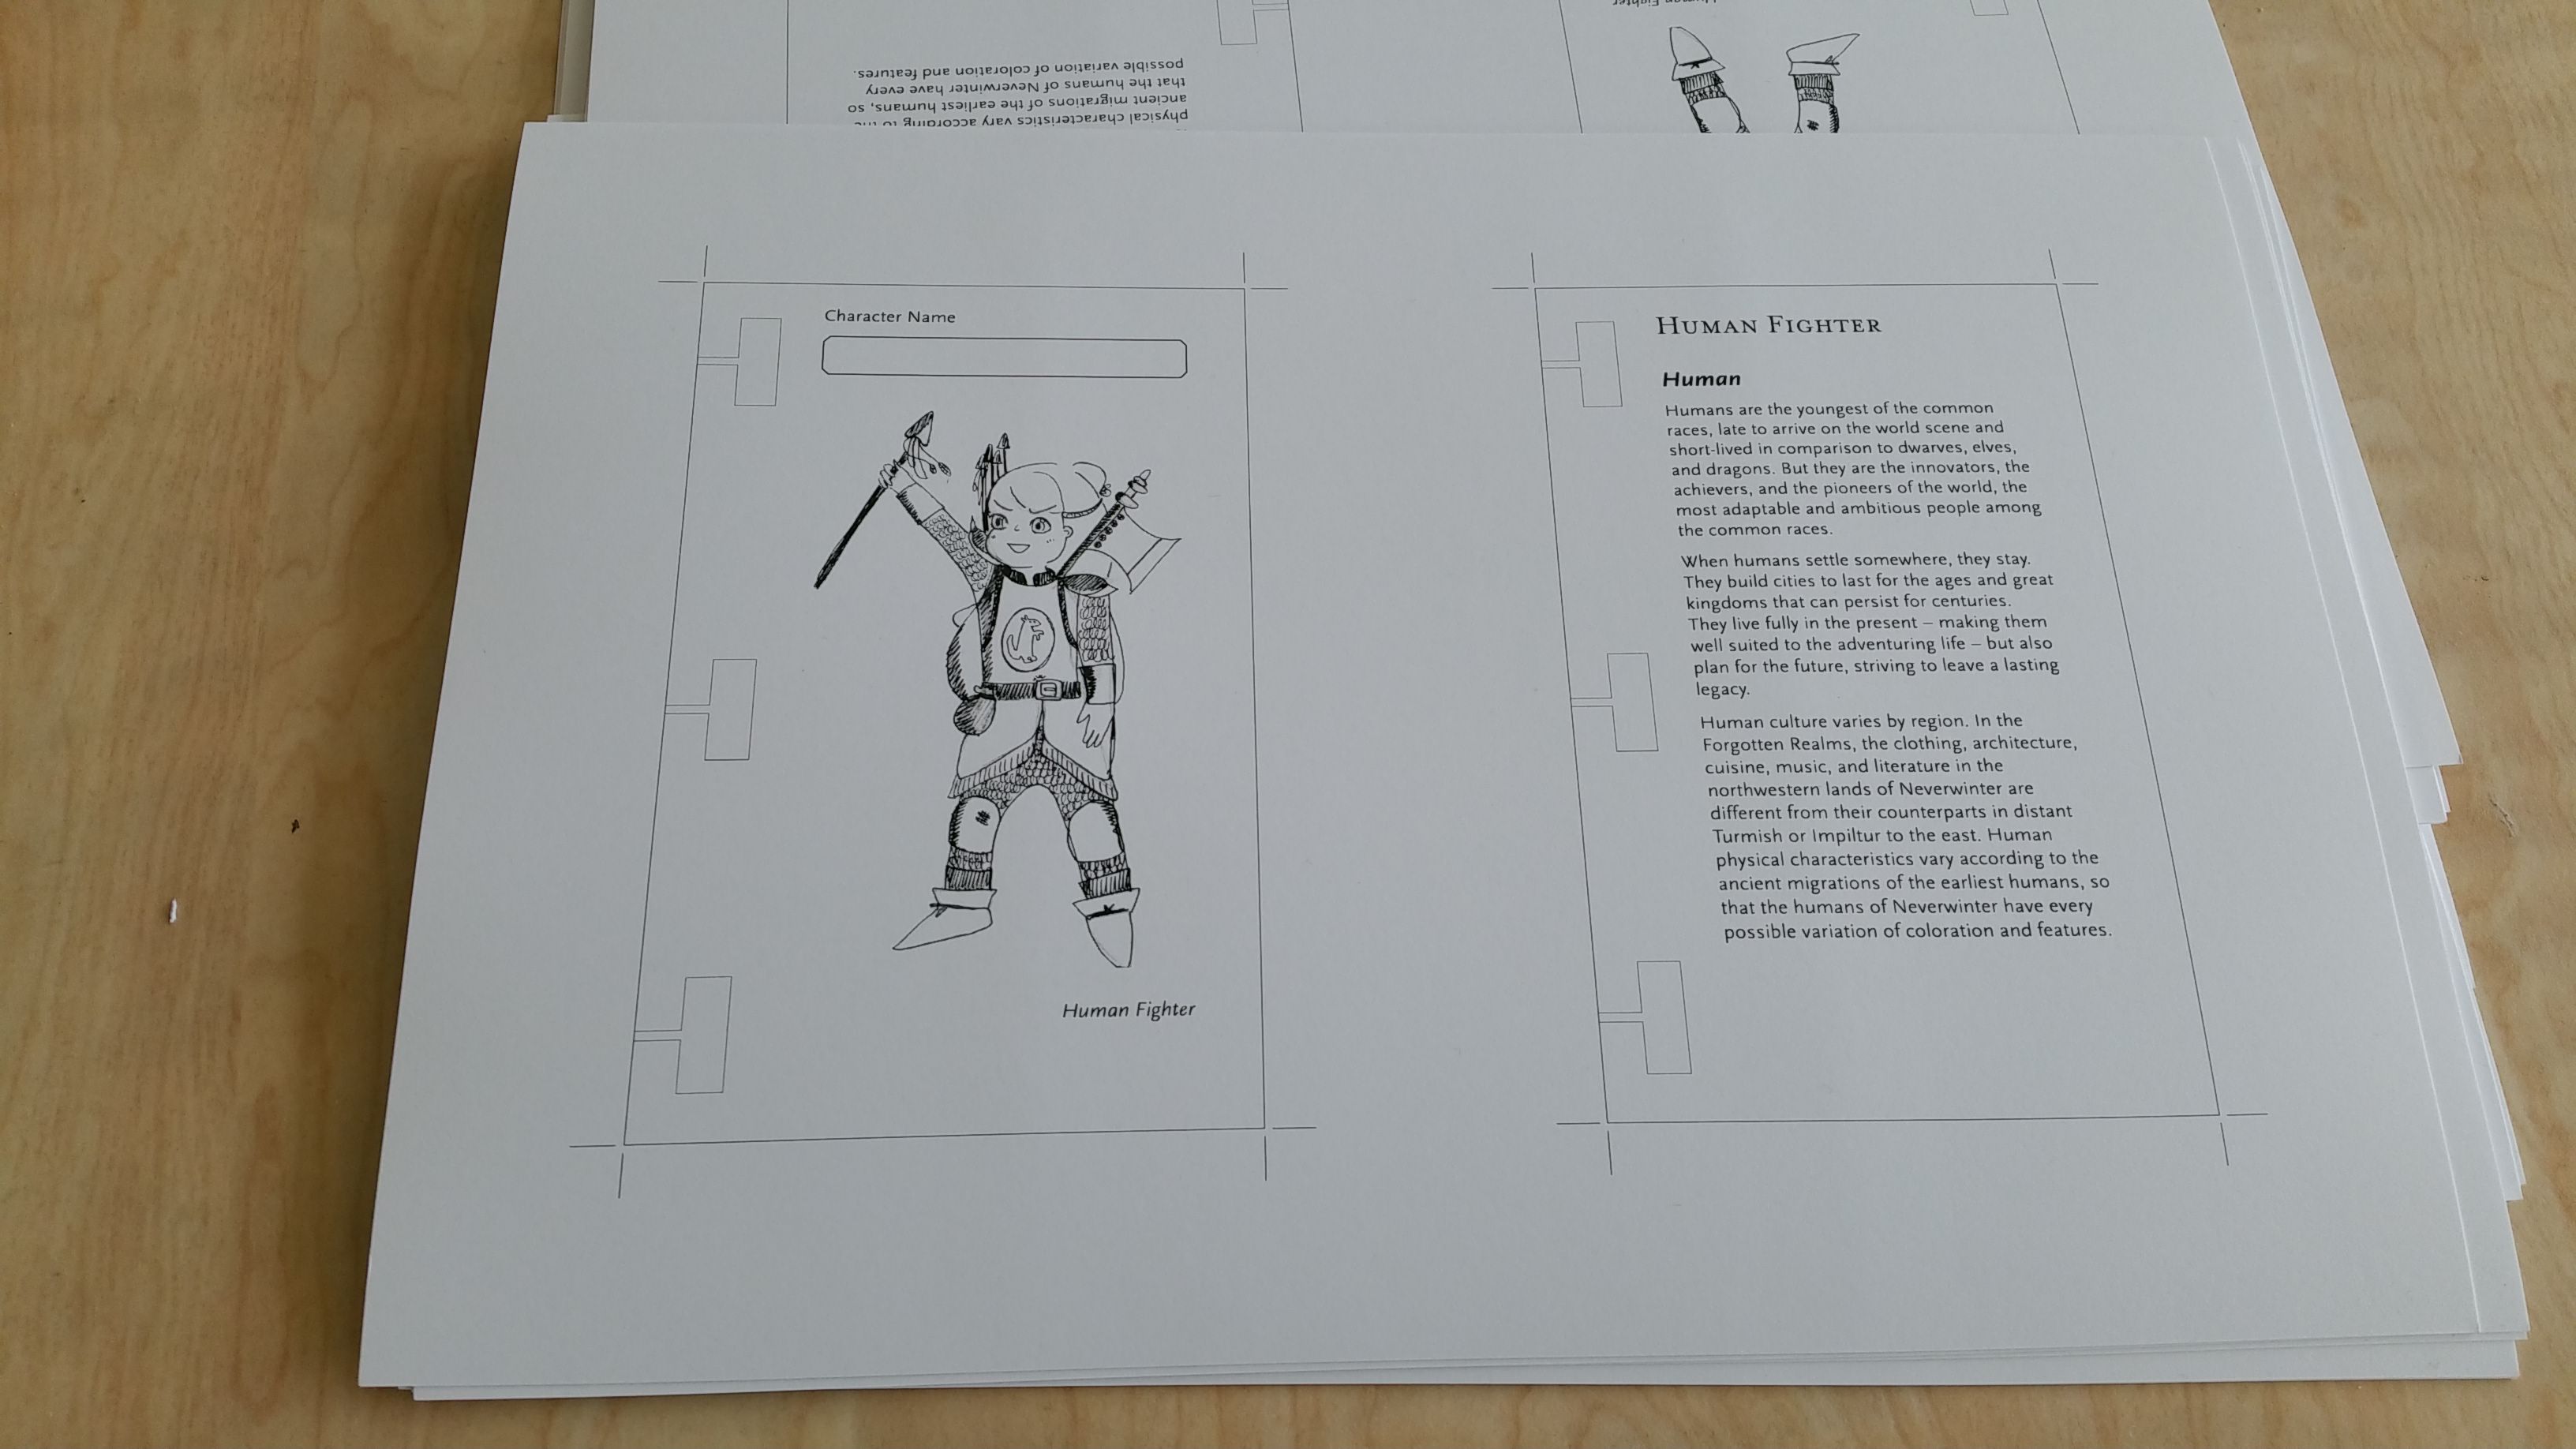 Human Fighter
possible variation of coloration and features.
that the humans of Neverwinter have every
ancient migrations of the earliest humans, so
physical characteristics vary according to the
Character Name
Human Fighter
HUMAN FIGHTER
Human
Humans are the youngest of the common
races, late to arrive on the world scene and
short-lived in comparison to dwarves, elves,
and dragons. But they are the innovators, the
achievers, and the pioneers of the world, the
most adaptable and ambitious people among
the common races.
When humans settle somewhere, they stay.
They build cities to last for the ages and great
kingdoms that can persist for centuries.
They live fully in the present – making them
well suited to the adventuring life – but also
plan for the future, striving to leave a lasting
legacy.
Human culture varies by region. In the
Forgotten Realms, the clothing, architecture,
cuisine, music, and literature in the
northwestern lands of Neverwinter are
different from their counterparts in distant
Turmish or Impiltur to the east. Human
physical characteristics vary according to the
ancient migrations of the earliest humans, so
that the humans of Neverwinter have every
possible variation of coloration and features.